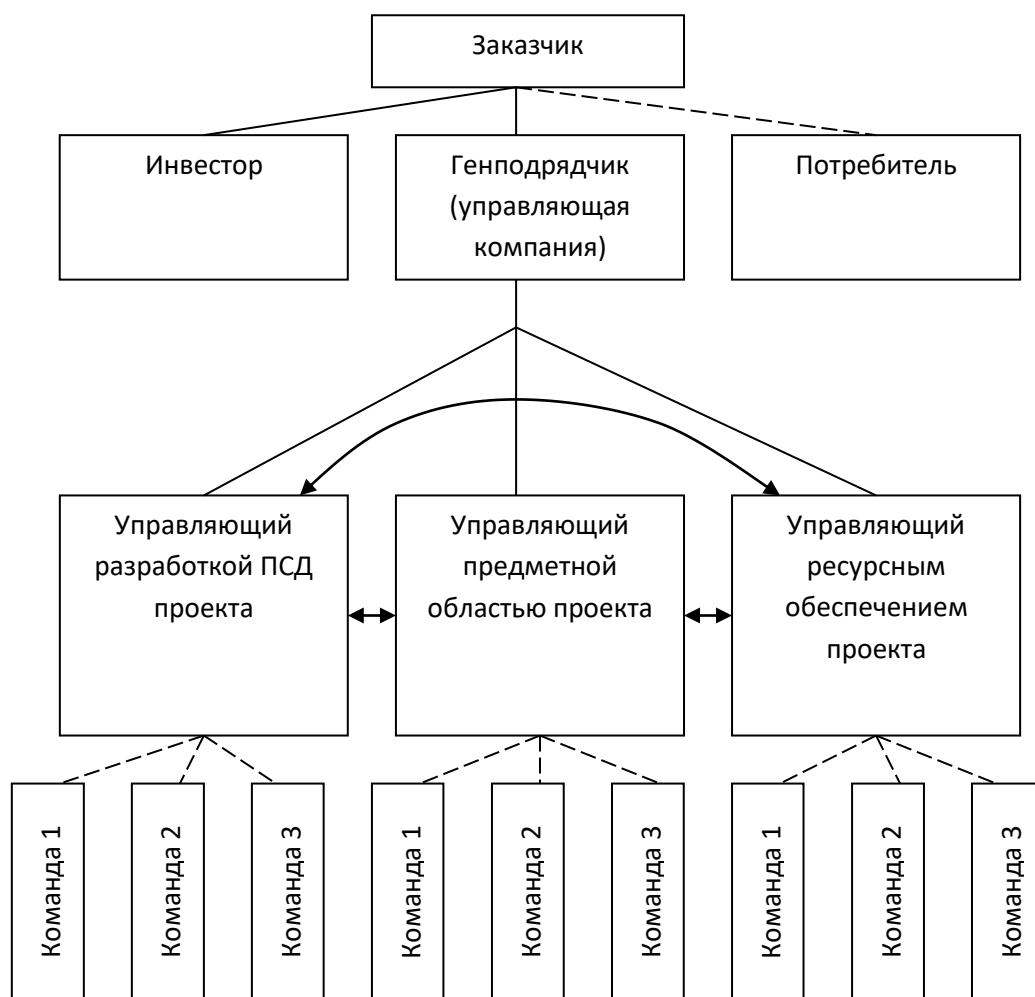 Заказчик
Инвестор
Генподрядчик
(управляющая
компания)
Потребитель
Управляющий
разработкой ПСД
проекта
Управляющий
предметной
областью проекта
Управляющий
ресурсным
обеспечением
проекта
Команда 1
Команда 2
Команда 3
Команда 1
Команда 2
Команда 3
Команда 1
Команда 2
Команда 3